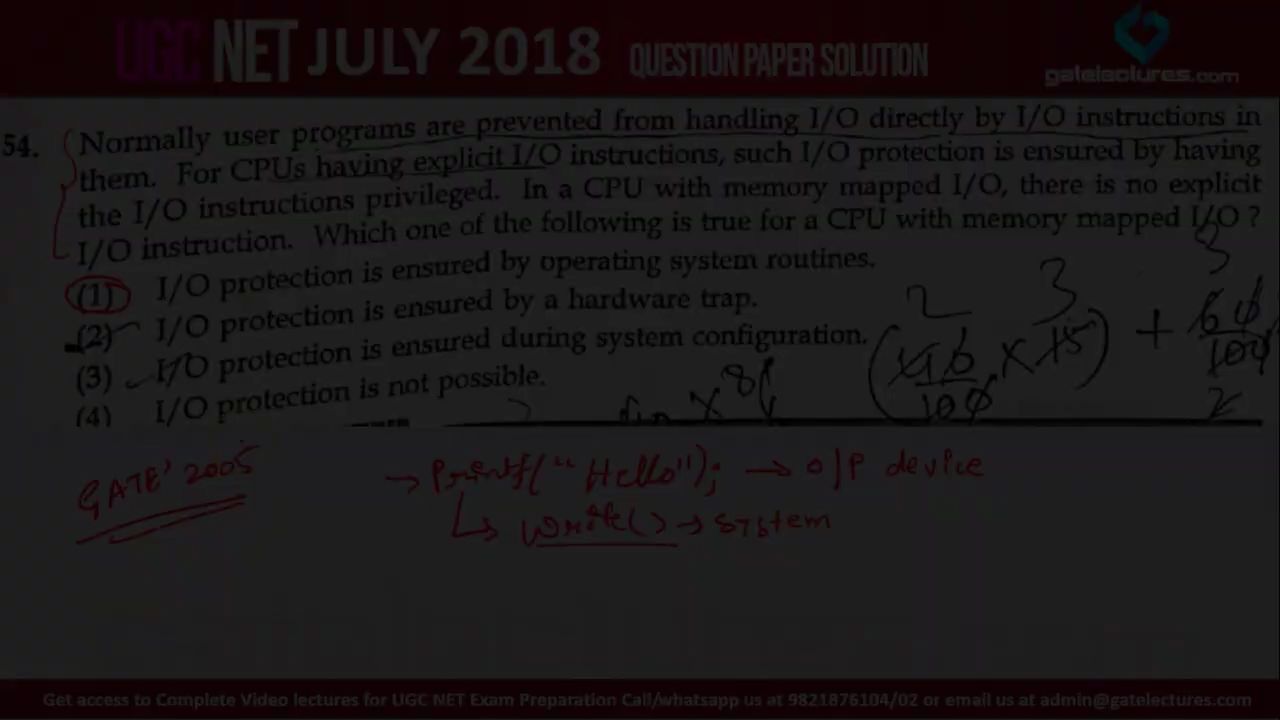 UGC NET JULY 2018 QUESTION PAPER SOLUTION
gatelectures.com
54. Normally user programs are prevented from handling I/O directly by I/O instructions in
them. For CPUs having explicit I/O instructions, such I/O protection is ensured by having
the I/O instructions privileged. In a CPU with memory mapped I/O, there is no explicit
I/O instruction. Which one of the following is true for a CPU with memory mapped I/O ?
(1) I/O protection is ensured by operating system routines.
(2) I/O protection is ensured by a hardware trap.
(3) I/O protection is ensured during system configuration.
(4) I/O protection is not possible.
GATE' 2005
→ Printf("Hello"); → O/P device
↳ Write() → system
Get access to Complete Video lectures for UGC NET Exam Preparation Call/whatsapp us at 9821876104/02 or email us at admin@gatelectures.com